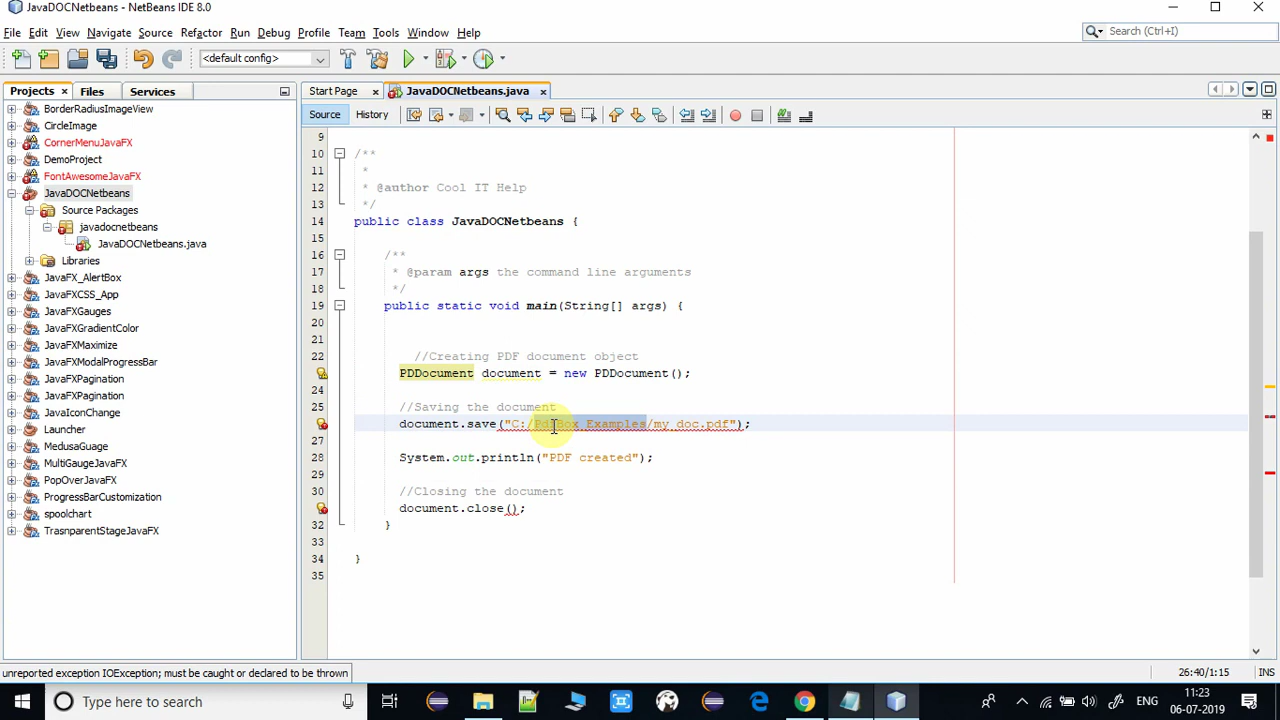 JavaDOCNetbeans - NetBeans IDE 8.0
File Edit View Navigate Source Refactor Run Debug Profile Team Tools Window Help
Search (Ctrl+I)
<default config>
Projects Files Services
Start Page JavaDOCNetbeans.java
Source History
BorderRadiusImageView
CircleImage
CornerMenuJavaFX
DemoProject
FontAwesomeJavaFX
JavaDOCNetbeans
Source Packages
javadocnetbeans
JavaDOCNetbeans.java
Libraries
JavaFX_AlertBox
JavaFXCSS_App
JavaFXGauges
JavaFXGradientColor
JavaFXMaximize
JavaFXModalProgressBar
JavaFXPagination
JavaFXPagination
JavaIconChange
Launcher
MedusaGauge
MultiGaugeJavaFX
PopOverJavaFX
ProgressBarCustomization
spoolchart
TrasnparentStageJavaFX
9
10 /**
11 *
12 * @author Cool IT Help
13 */
14 public class JavaDOCNetbeans {
15
16 /**
17 * @param args the command line arguments
18 */
19 public static void main(String[] args) {
20
21
22 //Creating PDF document object
PDDocument document = new PDDocument();
24
25 //Saving the document
document.save("C:/PdfBox_Examples/my_doc.pdf");
27
28 System.out.println("PDF created");
29
30 //Closing the document
document.close();
32 }
33
34 }
35
unreported exception IOException; must be caught or declared to be thrown
26:40/1:15 INS
Type here to search
ENG
11:23
06-07-2019